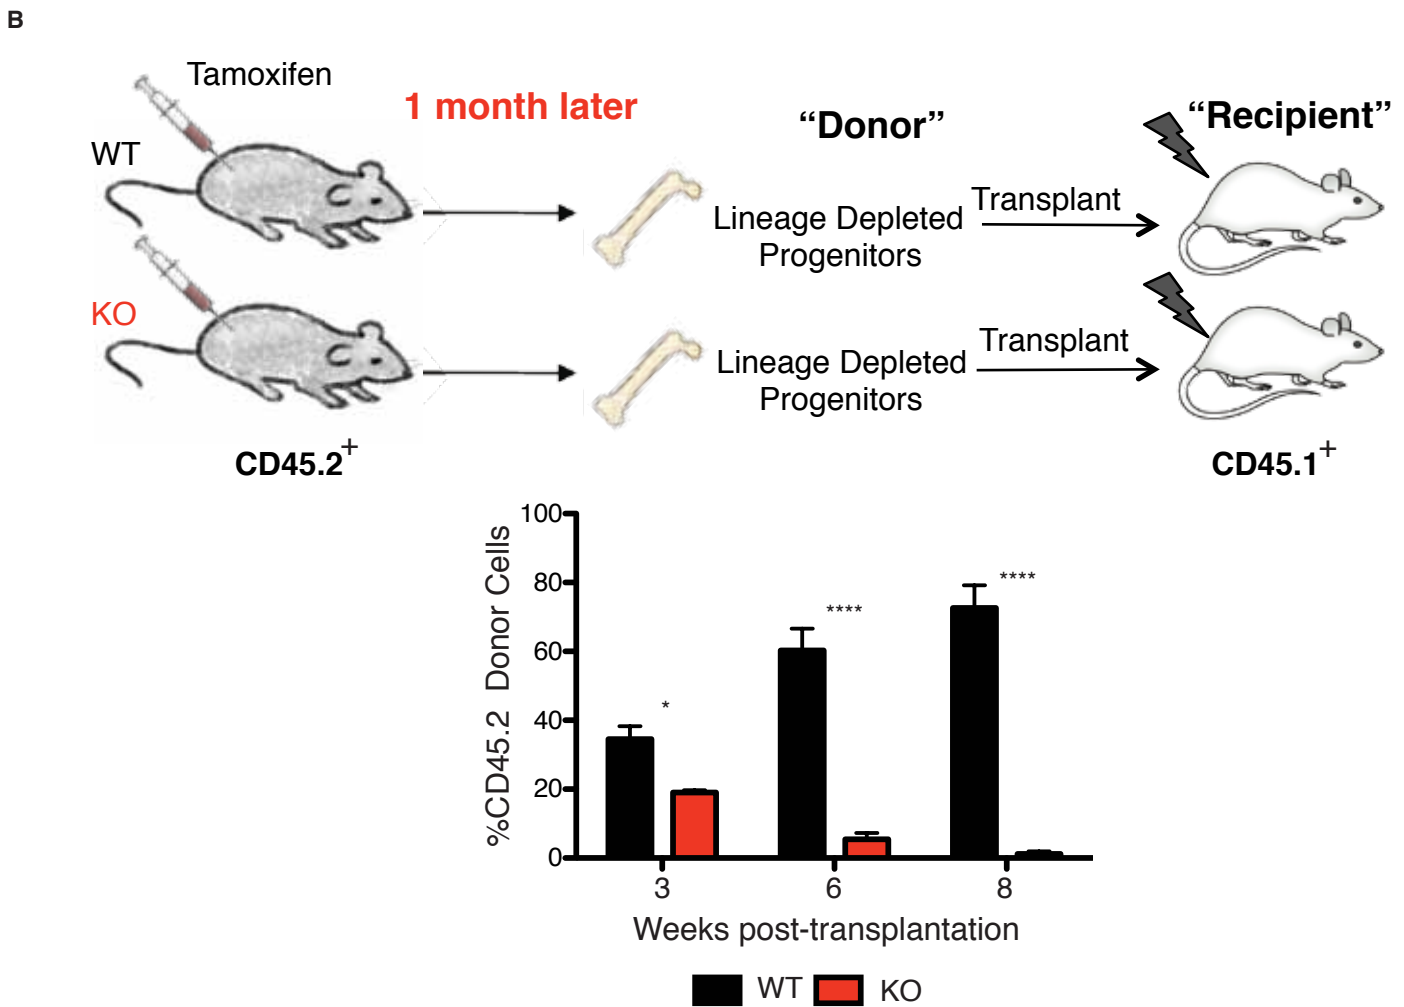 B
Tamoxifen
1 month later
“Donor”
“Recipient”
WT
Lineage Depleted
Progenitors
Transplant
KO
Lineage Depleted
Progenitors
Transplant
CD45.2+
CD45.1+
%CD45.2 Donor Cells
100
80
60
40
20
0
*
****
****
3
6
8
Weeks post-transplantation
WT
KO